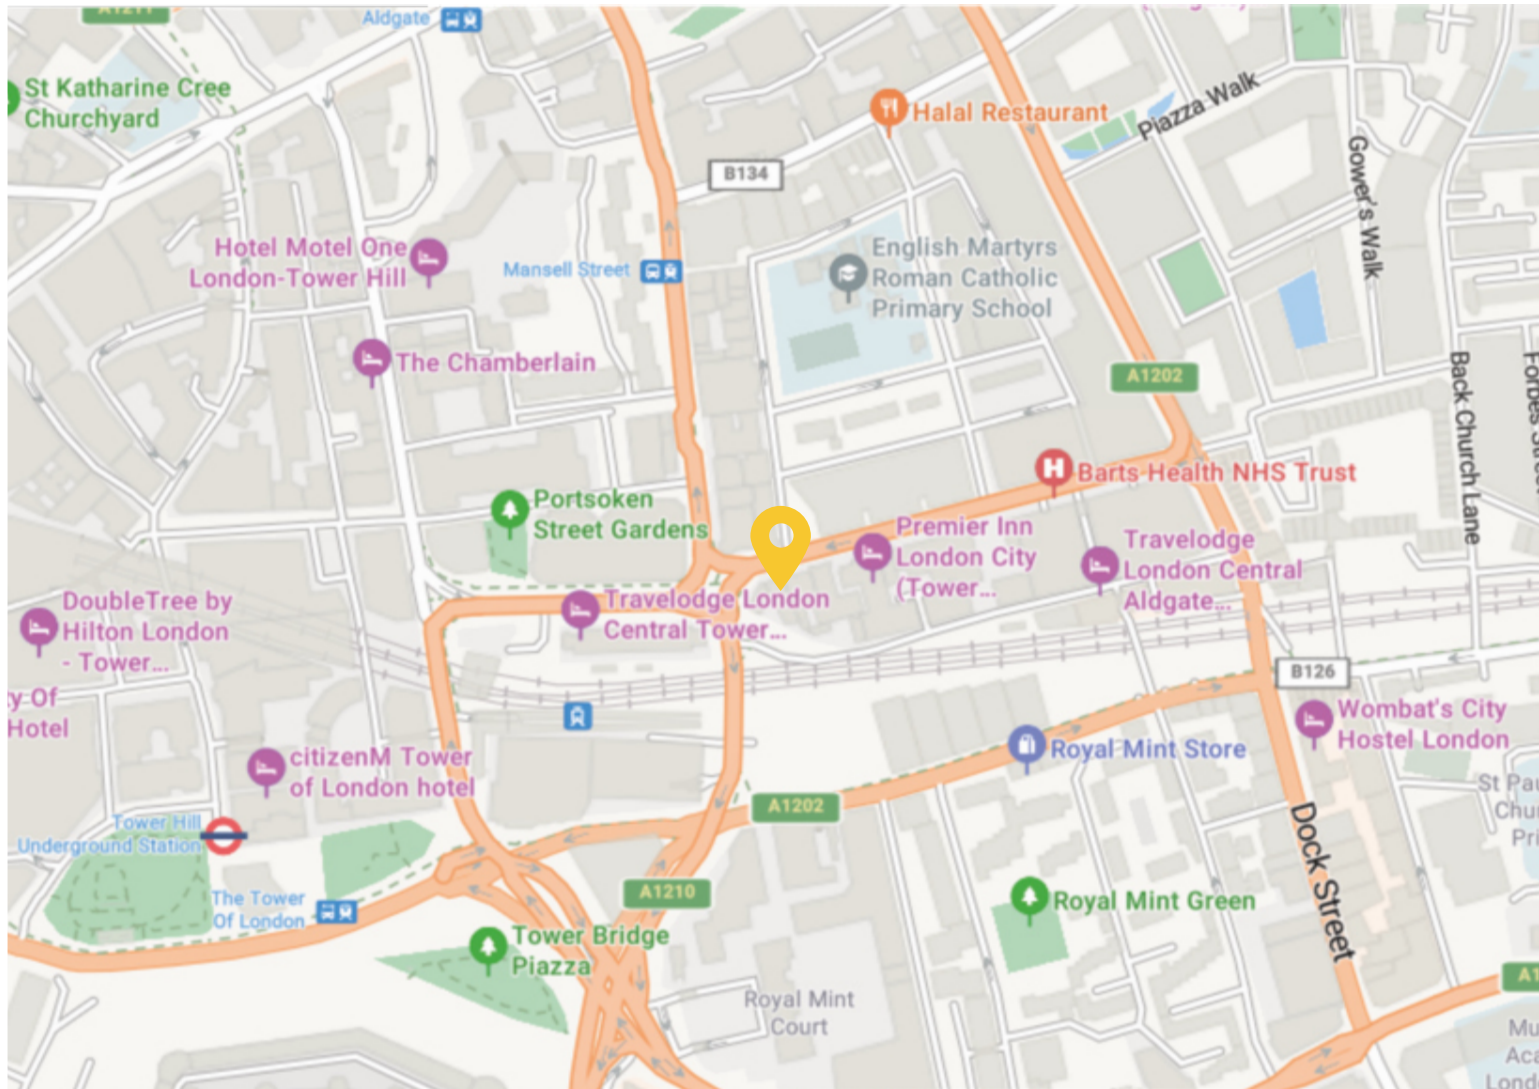 A1211
Aldgate
St Katharine Cree
Churchyard
Halal Restaurant
Piazza Walk
B134
Gower's Walk
Hotel Motel One
London-Tower Hill
Mansell Street
English Martyrs
Roman Catholic
Primary School
The Chamberlain
A1202
Back Church Lane
Barts Health NHS Trust
Portsoken
Street Gardens
Premier Inn
London City
(Tower...
Travelodge
London Central
Aldgate...
DoubleTree by
Hilton London
- Tower...
Travelodge London
Central Tower...
B126
ty Of
Hotel
Wombat's City
Hostel London
Royal Mint Store
citizenM Tower
of London hotel
A1202
Tower Hill
Underground Station
Dock Street
The Tower
Of London
A1210
Royal Mint Green
Tower Bridge
Piazza
Royal Mint
Court